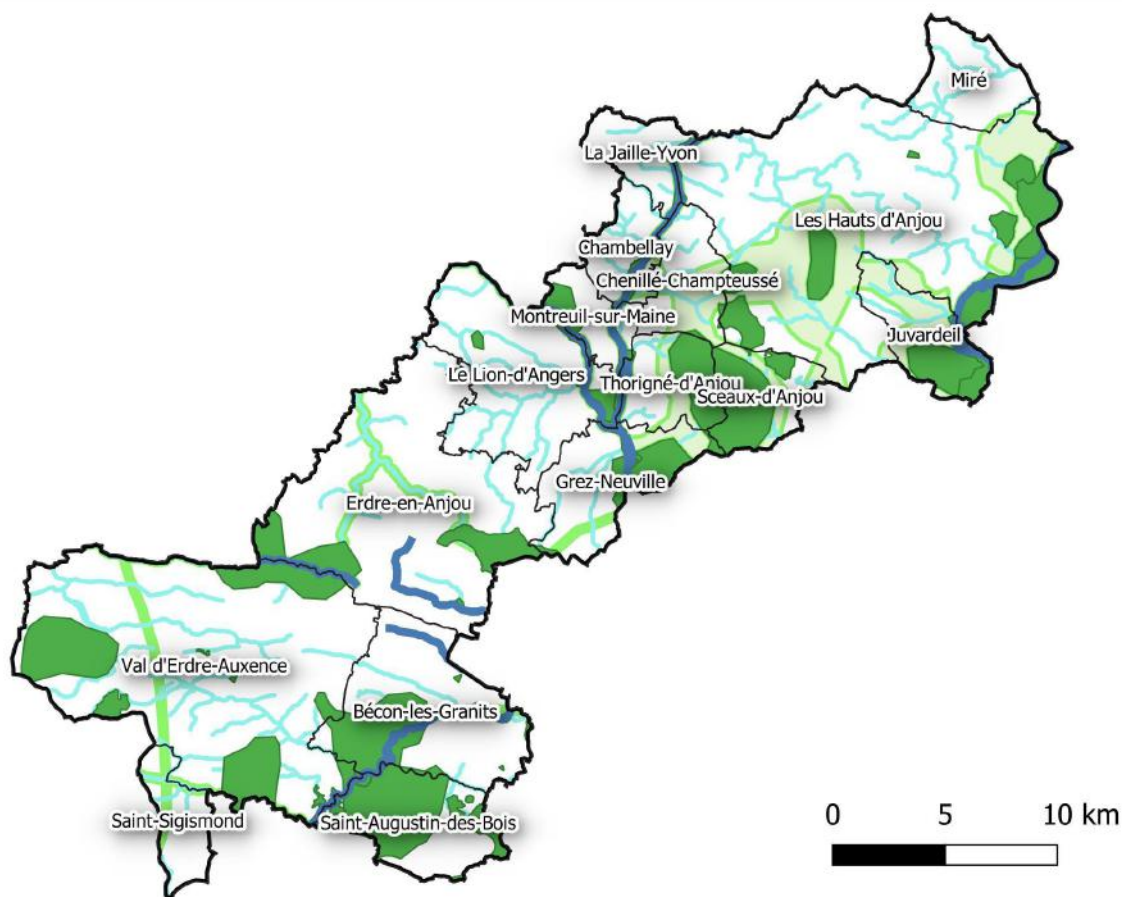 Miré
La Jaille-Yvon
Les Hauts d'Anjou
Chambellay
Chenillé-Champteussé
Montreuil-sur-Maine
Juvardeil
Le Lion-d'Angers
Thorigné-d'Anjou
Sceaux-d'Anjou
Grez-Neuville
Erdre-en-Anjou
Val d'Erdre-Auxence
Bécon-les-Granits
Saint-Sigismond
Saint-Augustin-des-Bois
0 5 10 km